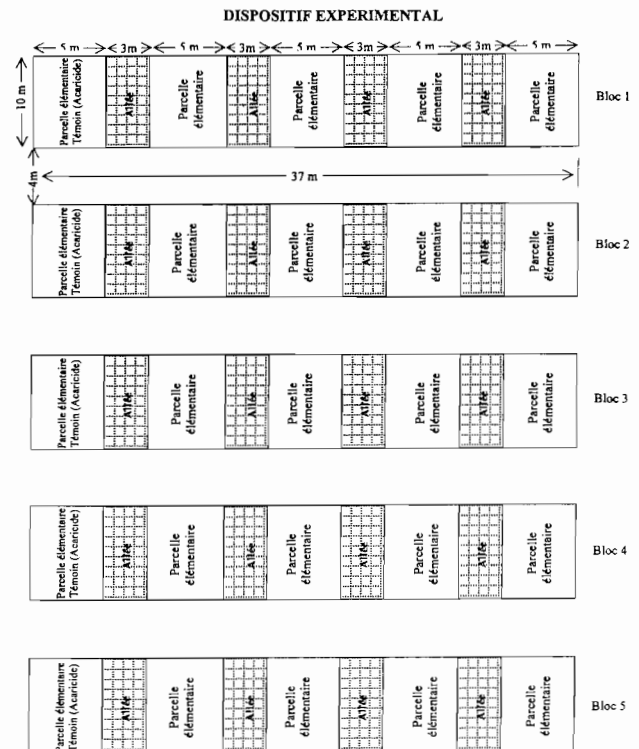 DISPOSITIF EXPERIMENTAL
5 m 3m 5 m 3m 5 m 3m 5 m 3m 5 m
10 m
Parcelle élémentaire
Témoin (Acaricide)
Allée
Parcelle
élémentaire
Allée
Parcelle
élémentaire
Allée
Parcelle
élémentaire
Allée
Parcelle
élémentaire
Bloc 1
4m
37 m
Parcelle élémentaire
Témoin (Acaricide)
Allée
Parcelle
élémentaire
Allée
Parcelle
élémentaire
Allée
Parcelle
élémentaire
Allée
Parcelle
élémentaire
Bloc 2
Parcelle élémentaire
Témoin (Acaricide)
Allée
Parcelle
élémentaire
Allée
Parcelle
élémentaire
Allée
Parcelle
élémentaire
Allée
Parcelle
élémentaire
Bloc 3
Parcelle élémentaire
Témoin (Acaricide)
Allée
Parcelle
élémentaire
Allée
Parcelle
élémentaire
Allée
Parcelle
élémentaire
Allée
Parcelle
élémentaire
Bloc 4
Parcelle élémentaire
Témoin (Acaricide)
Allée
Parcelle
élémentaire
Allée
Parcelle
élémentaire
Allée
Parcelle
élémentaire
Allée
Parcelle
élémentaire
Bloc 5